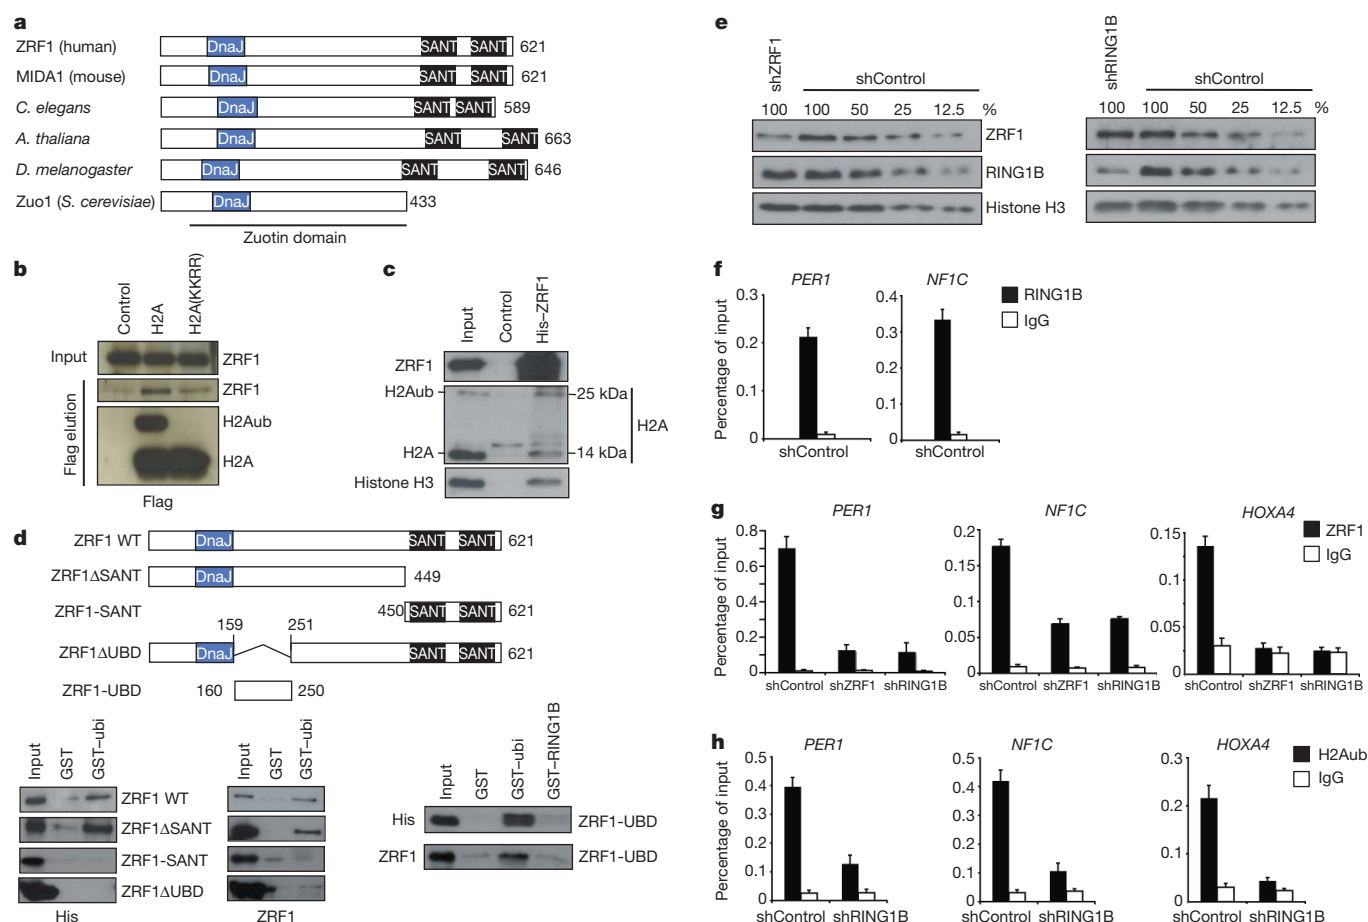 a
ZRF1 (human) DnaJ SANT SANT 621
MIDA1 (mouse) DnaJ SANT SANT 621
C. elegans DnaJ SANT SANT 589
A. thaliana DnaJ SANT SANT 663
D. melanogaster DnaJ SANT SANT 646
Zuo1 (S. cerevisiae) DnaJ 433
Zuotin domain
b
Control H2A H2A(KKRR)
Input ZRF1
Flag elution
ZRF1
H2Aub
H2A
Flag
c
Input Control His–ZRF1
ZRF1
H2Aub 25 kDa
H2A
H2A 14 kDa
Histone H3
d
ZRF1 WT DnaJ SANT SANT 621
ZRF1ΔSANT DnaJ 449
ZRF1-SANT 450 SANT SANT 621
159 251
ZRF1ΔUBD DnaJ SANT SANT 621
ZRF1-UBD 160 250
Input GST GST–ubi
ZRF1 WT
ZRF1ΔSANT
ZRF1-SANT
ZRF1ΔUBD
His
Input GST GST–ubi
ZRF1
Input GST GST–ubi GST–RING1B
His ZRF1-UBD
ZRF1 ZRF1-UBD
e
shZRF1 shControl
100 100 50 25 12.5 %
shRING1B shControl
100 100 50 25 12.5 %
ZRF1
RING1B
Histone H3
f
Percentage of input
PER1
0.3
0.2
0.1
0
shControl
NF1C
0.4
0.3
0.2
0.1
0
shControl
RING1B
IgG
g
Percentage of input
PER1
0.8
0.6
0.4
0.2
0
shControl shZRF1 shRING1B
NF1C
0.2
0.15
0.1
0.05
0
shControl shZRF1 shRING1B
HOXA4
0.15
0.1
0.05
0
shControl shZRF1 shRING1B
ZRF1
IgG
h
Percentage of input
PER1
0.5
0.4
0.3
0.2
0.1
0
shControl shRING1B
NF1C
0.5
0.4
0.3
0.2
0.1
0
shControl shRING1B
HOXA4
0.3
0.2
0.1
0
shControl shRING1B
H2Aub
IgG